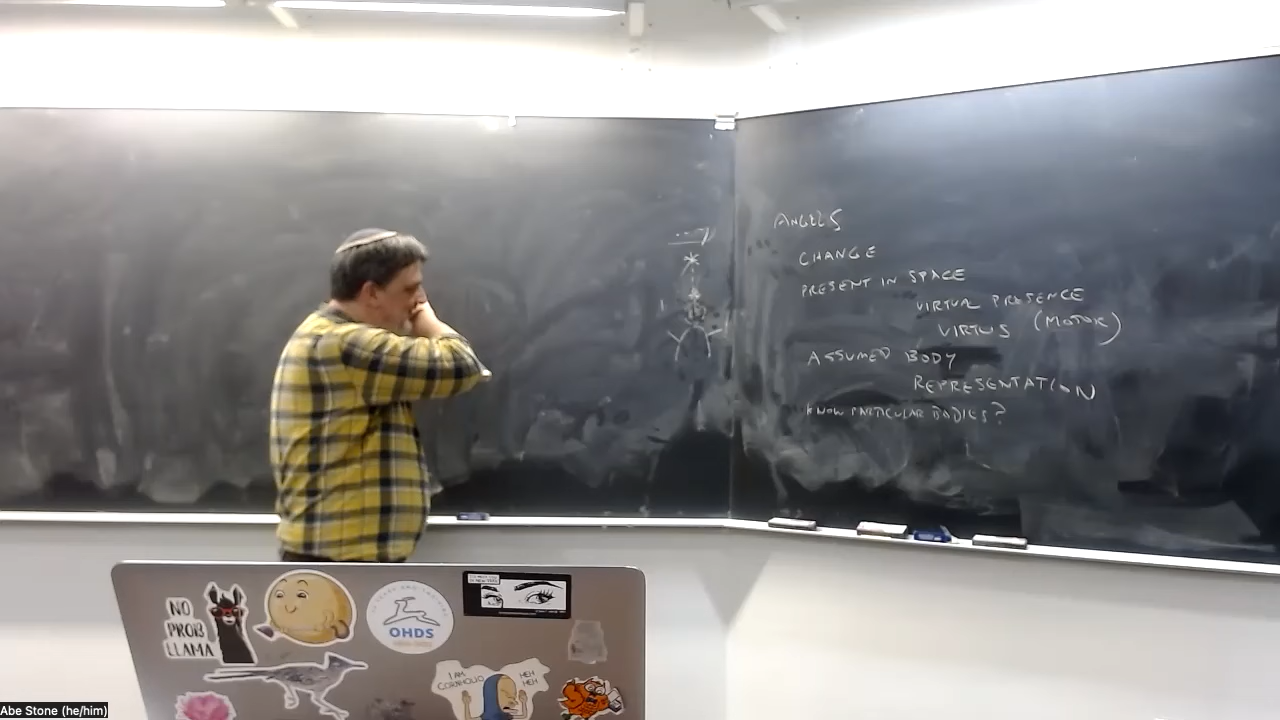 ANGELS
CHANGE
PRESENT IN SPACE
VIRTUAL PRESENCE
VIRTUS (MOTOR)
ASSUMED BODY
REPRESENTATION
KNOW PARTICULAR BODIES?
NO
PROB
LLAMA
OHDS
I AM
CORNHOLIO
HEH
HEH
Abe Stone (he/him)